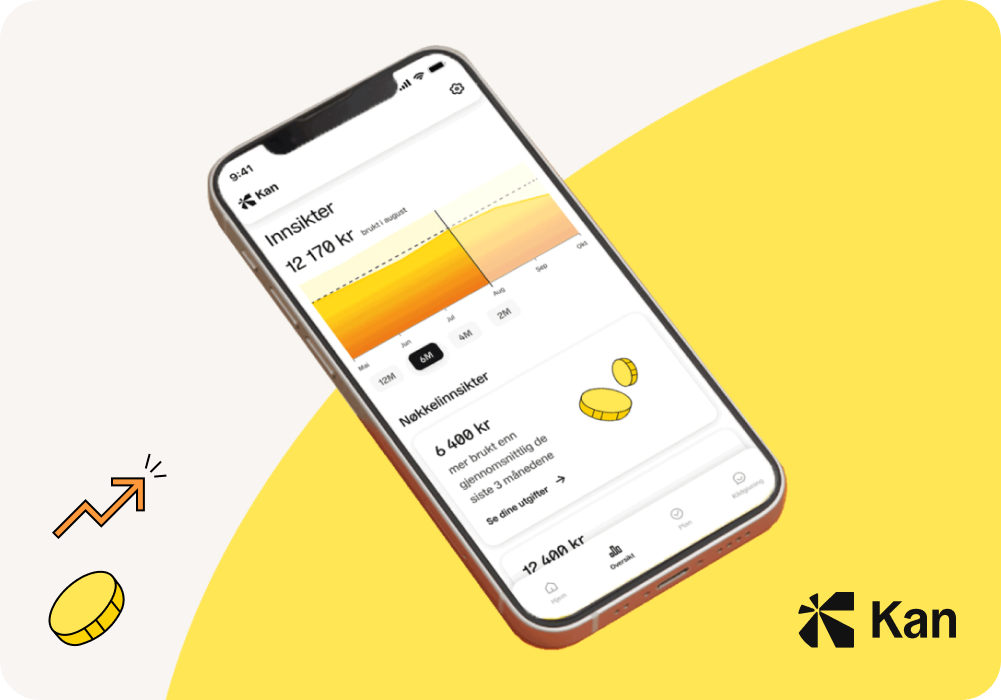 9:41
Kan
Innsikter
12 170 kr brukt i august
Mai Jun Jul Aug Sep Okt
12M 6M 4M 2M
Nøkkelinnsikter
6 400 kr
mer brukt enn
gjennomsnittlig de
siste 3 månedene
Se dine utgifter →
12 400 kr
Hjem Oversikt Plan Rådgivning
Kan